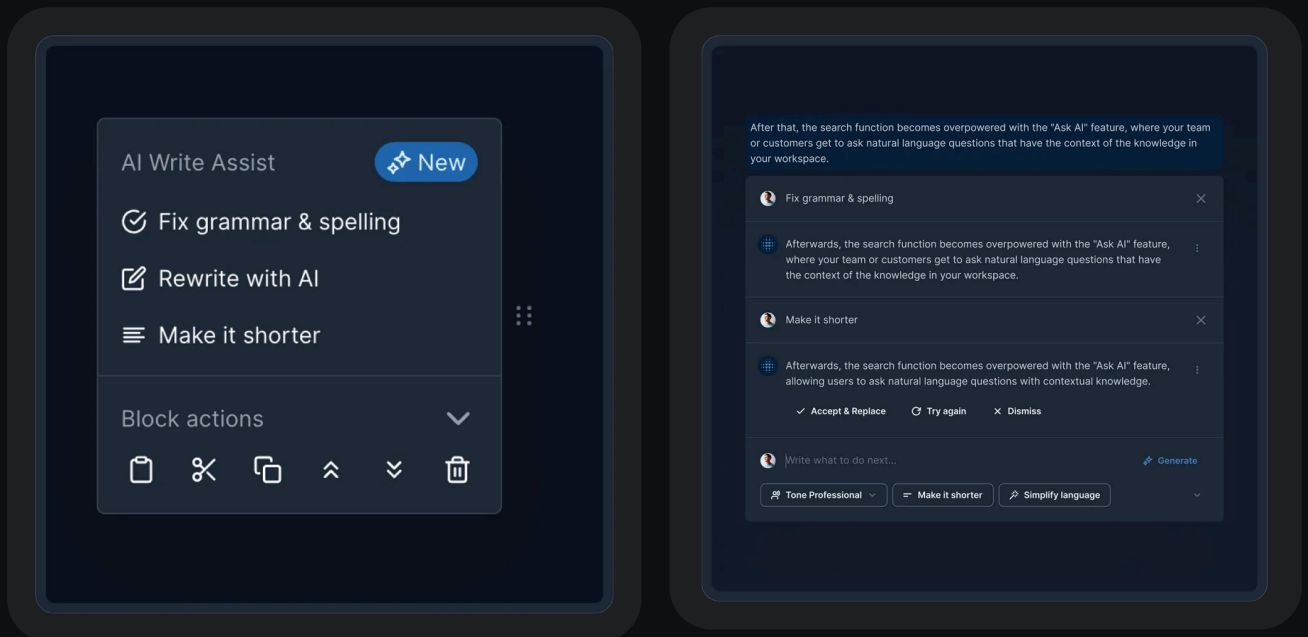 AI Write Assist
New
Fix grammar & spelling
Rewrite with AI
Make it shorter
Block actions
After that, the search function becomes overpowered with the "Ask AI" feature, where your team
or customers get to ask natural language questions that have the context of the knowledge in
your workspace.
Fix grammar & spelling
Afterwards, the search function becomes overpowered with the "Ask AI" feature,
where your team or customers get to ask natural language questions that have
the context of the knowledge in your workspace.
Make it shorter
Afterwards, the search function becomes overpowered with the "Ask AI" feature,
allowing users to ask natural language questions with contextual knowledge.
Accept & Replace Try again Dismiss
Write what to do next... Generate
Tone Professional Make it shorter Simplify language